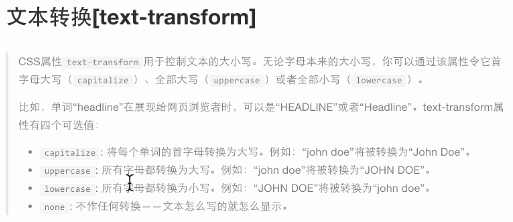 文本转换[text-transform]
CSS属性 text-transform 用于控制文本的大小写。无论字母本来的大小写，你可以通过该属性令它首
字母大写（ capitalize ）、全部大写（ uppercase ）或者全部小写（ lowercase ）。
比如，单词“headline”在展现给网页浏览者时，可以是“HEADLINE”或者“Headline”。text-transform属
性有四个可选值：
• capitalize：将每个单词的首字母转换为大写。例如：“john doe”将被转换为“John Doe”。
• uppercase：所有字母都转换为大写。例如：“john doe”将被转换为“JOHN DOE”。
• lowercase：所有字母都转换为小写。例如：“JOHN DOE”将被转换为“john doe”。
• none：不作任何转换——文本怎么写的就怎么显示。